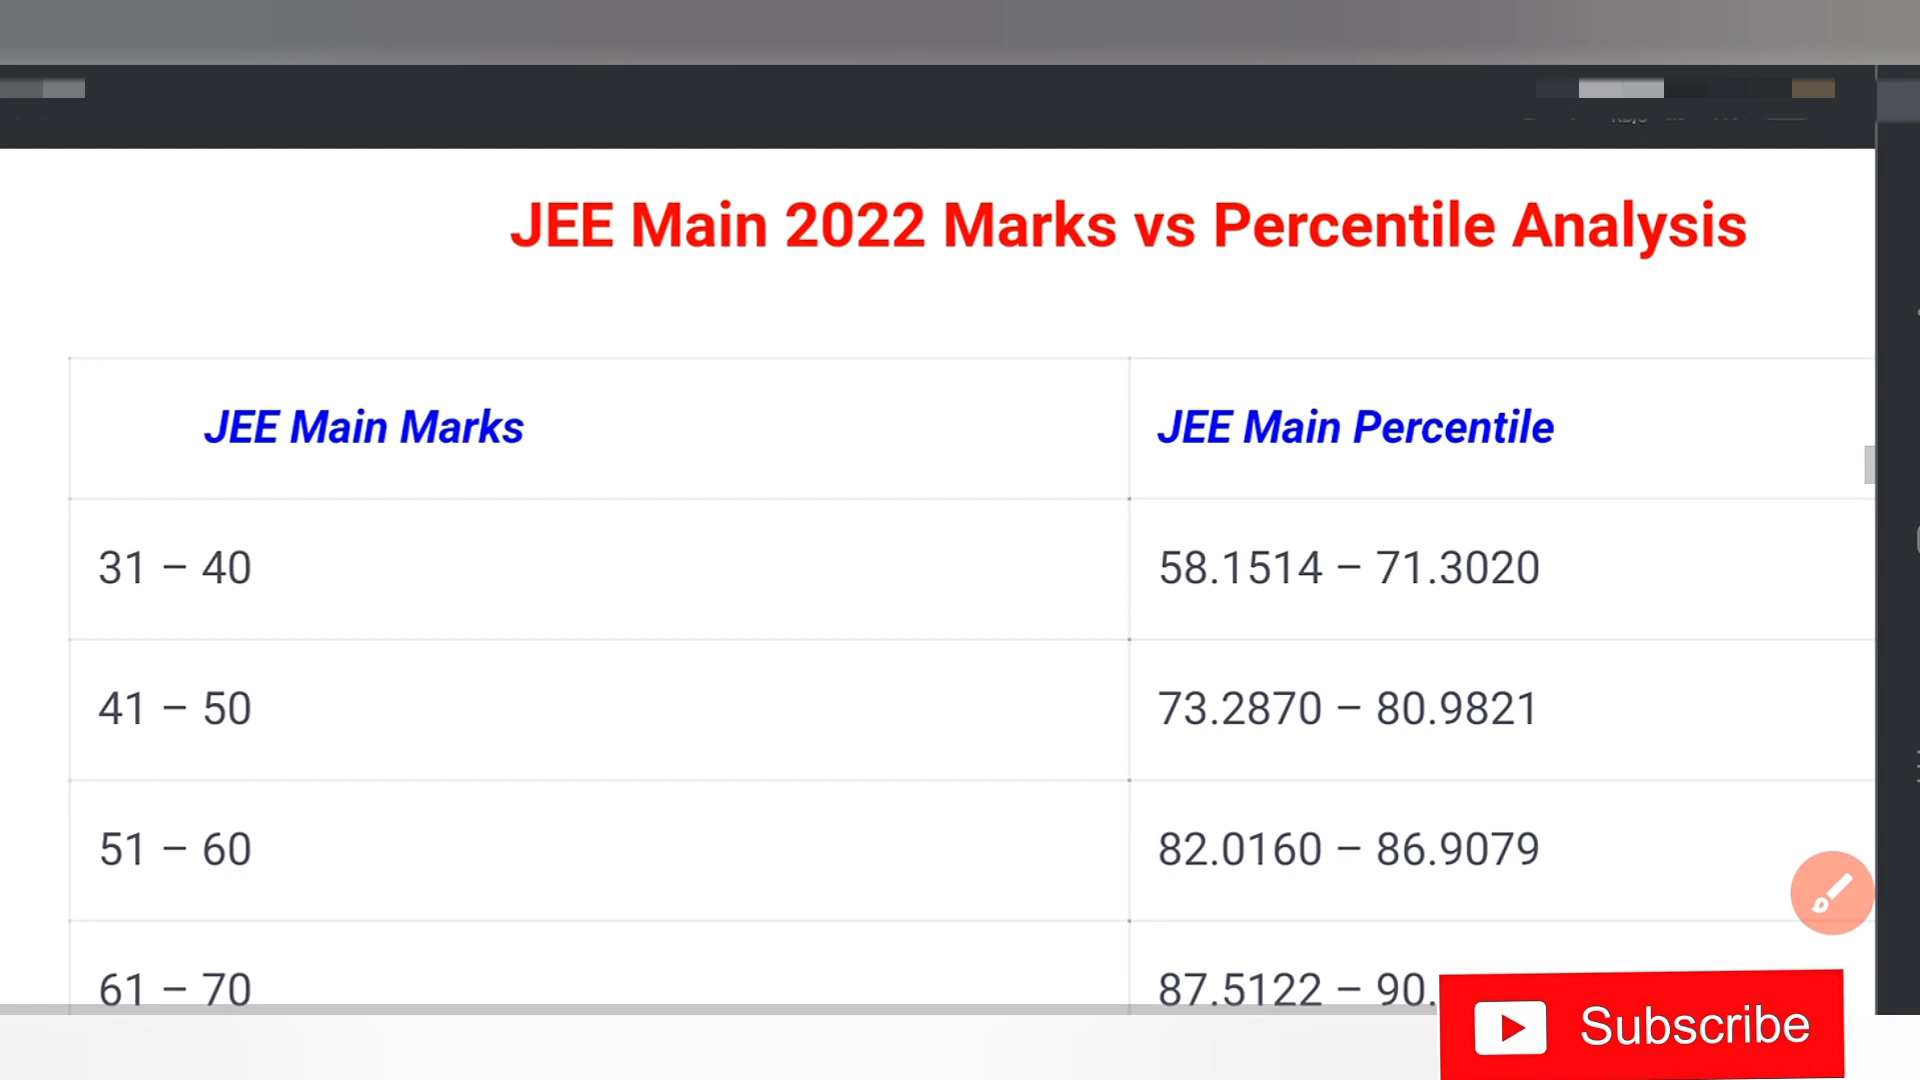 JEE Main 2022 Marks vs Percentile Analysis
JEE Main Marks JEE Main Percentile
31 – 40 58.1514 – 71.3020
41 – 50 73.2870 – 80.9821
51 – 60 82.0160 – 86.9079
61 – 70 87.5122 – 90.
Subscribe